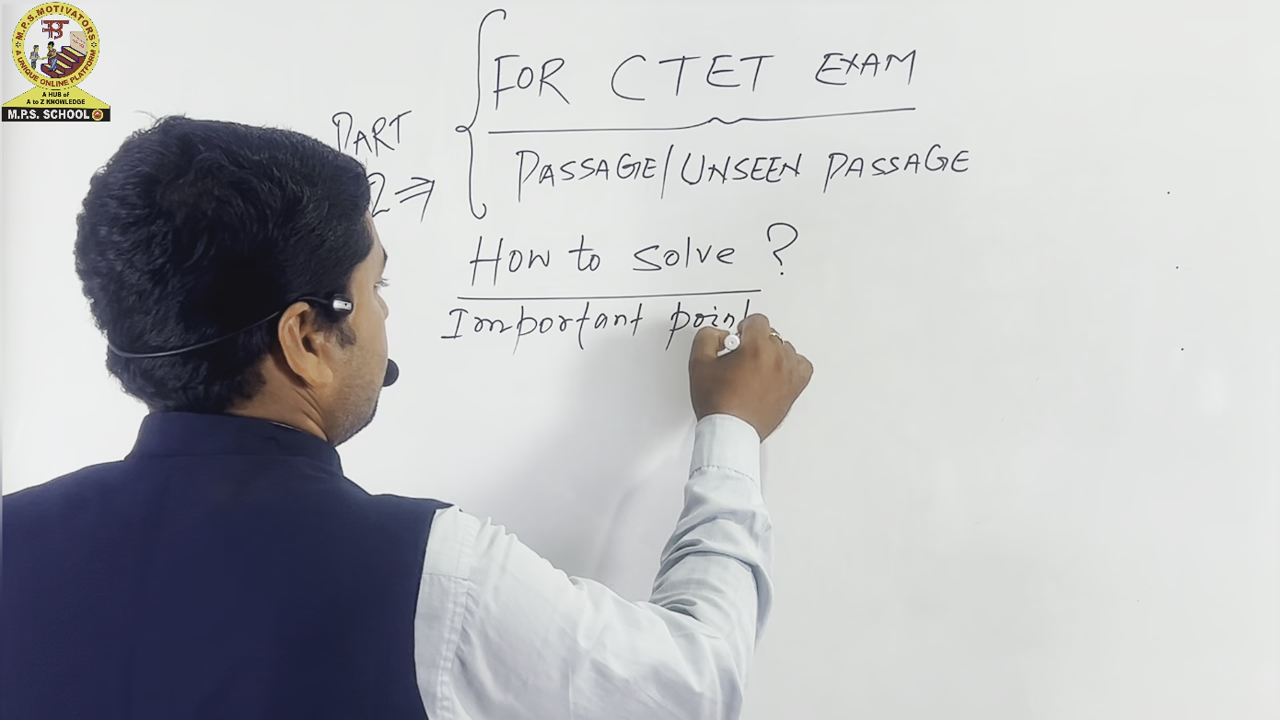 M.P.S.MOTIVATORS
A UNIQUE ONLINE PLATFORM
A HUB of
A to Z KNOWLEDGE
M.P.S. SCHOOL
FOR CTET EXAM
PART
2 ⇒
PASSAGE/UNSEEN PASSAGE
How to solve ?
Important point